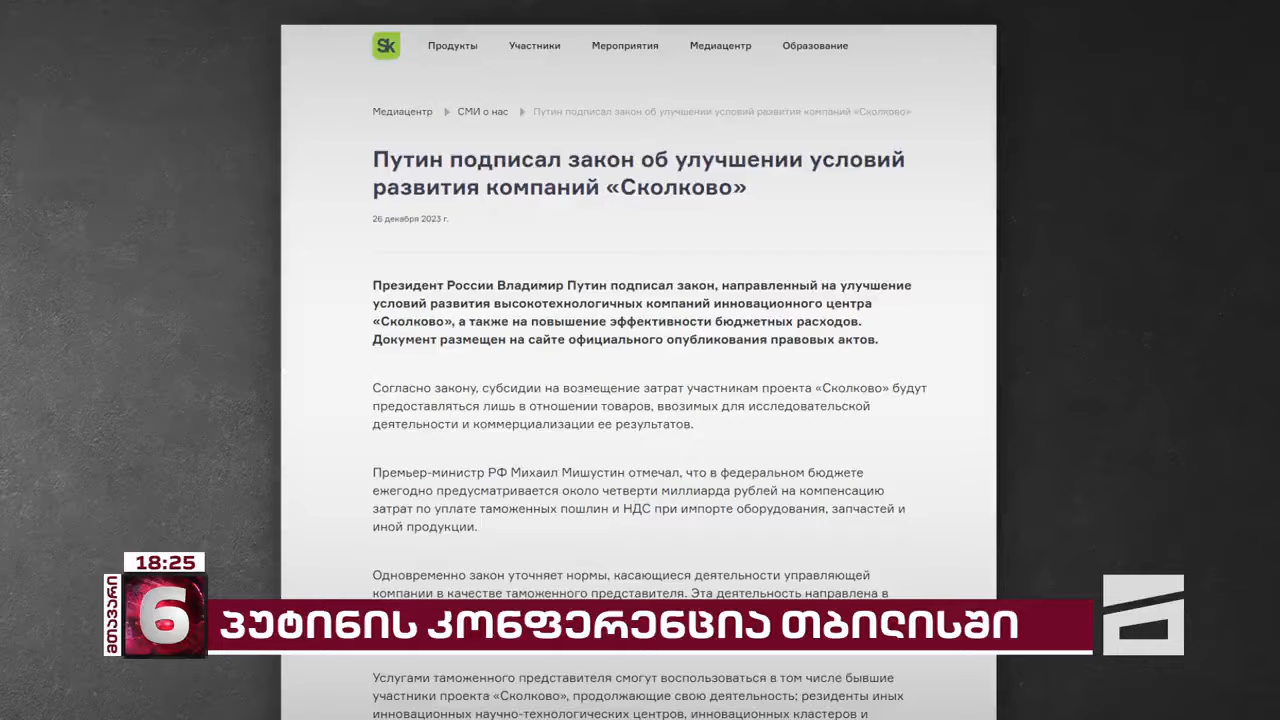 Sk
Продукты Участники Мероприятия Медиацентр Образование
Медиацентр СМИ о нас Путин подписал закон об улучшении условий развития компаний «Сколково»
Путин подписал закон об улучшении условий
развития компаний «Сколково»
26 декабря 2023 г.
Президент России Владимир Путин подписал закон, направленный на улучшение
условий развития высокотехнологичных компаний инновационного центра
«Сколково», а также на повышение эффективности бюджетных расходов.
Документ размещен на сайте официального опубликования правовых актов.
Согласно закону, субсидии на возмещение затрат участникам проекта «Сколково» будут
предоставляться лишь в отношении товаров, ввозимых для исследовательской
деятельности и коммерциализации ее результатов.
Премьер-министр РФ Михаил Мишустин отмечал, что в федеральном бюджете
ежегодно предусматривается около четверти миллиарда рублей на компенсацию
затрат по уплате таможенных пошлин и НДС при импорте оборудования, запчастей и
иной продукции.
Одновременно закон уточняет нормы, касающиеся деятельности управляющей
компании в качестве таможенного представителя. Эта деятельность направлена в
18:25
მთავარი
6
პუტინის კონფერენცია თბილისში
Услугами таможенного представителя смогут воспользоваться в том числе бывшие
участники проекта «Сколково», продолжающие свою деятельность; резиденты иных
инновационных научно-технологических центров, инновационных кластеров и